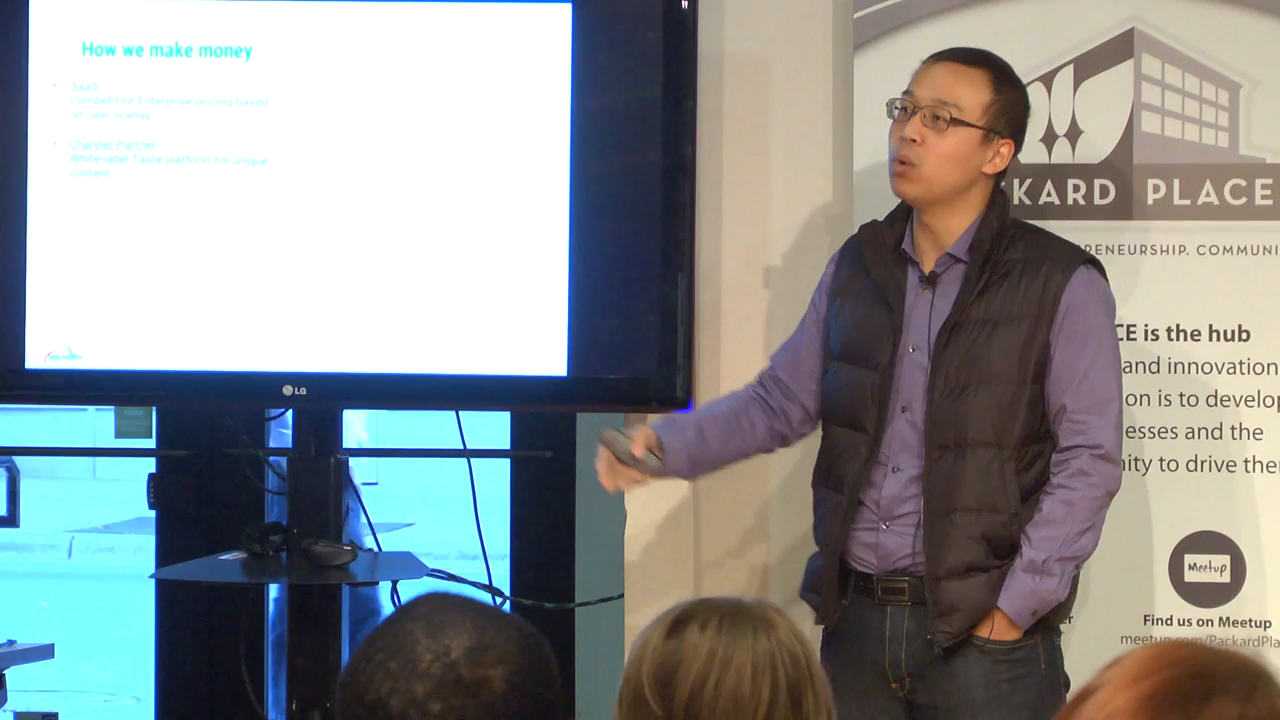 How we make money
SaaS
Competitive Enterprise pricing based
on user license
Channel Partner
White-label Taste platform for unique
content
LG
KARD PLACE
RENEURSHIP. COMMUNI
CE is the hub
and innovation
on is to develop
esses and the
nity to drive the
Meetup
Find us on Meetup
meetup.com/PackardPla